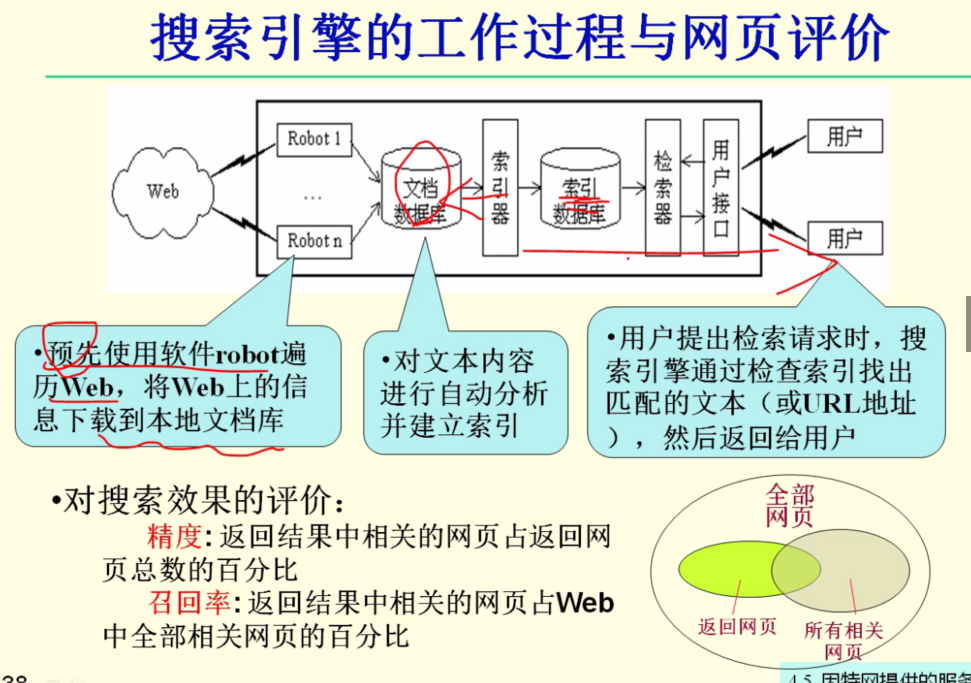 搜索引擎的工作过程与网页评价
Web
Robot 1
…
Robot n
文档
数据库
索引器
索引
数据库
检索器
用户接口
用户
用户
•预先使用软件robot遍
历Web，将Web上的信
息下载到本地文档库
•对文本内容
进行自动分析
并建立索引
•用户提出检索请求时，搜
索引擎通过检查索引找出
匹配的文本（或URL地址
），然后返回给用户
•对搜索效果的评价：
精度: 返回结果中相关的网页占返回网
页总数的百分比
召回率: 返回结果中相关的网页占Web
中全部相关网页的百分比
全部
网页
返回网页
所有相关
网页
38
4.5 因特网提供的服务